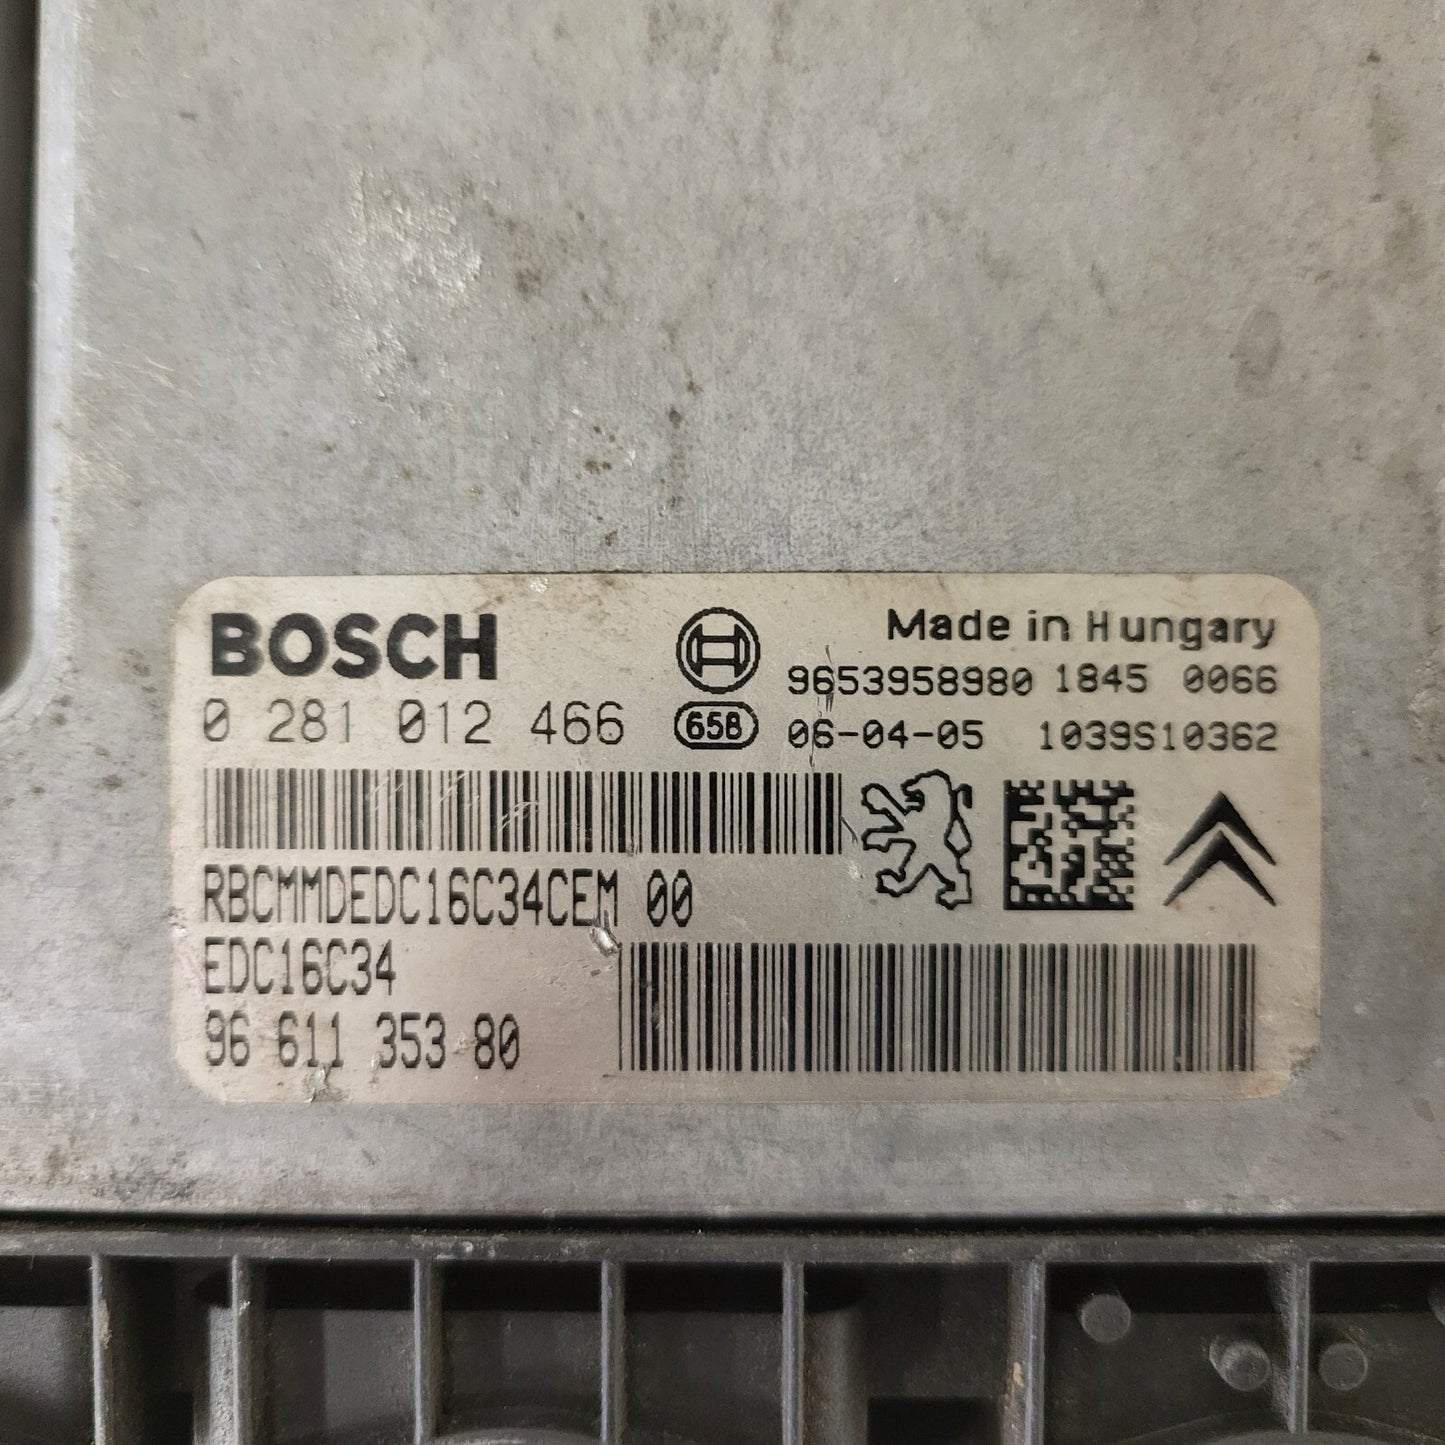 BOSCH
Made in Hungary
9653958980 1845 0066
0 281 012 466
658
06-04-05 1039S10362
RBCMMDEDC16C34CEM 00
EDC16C34
96 611 353 80